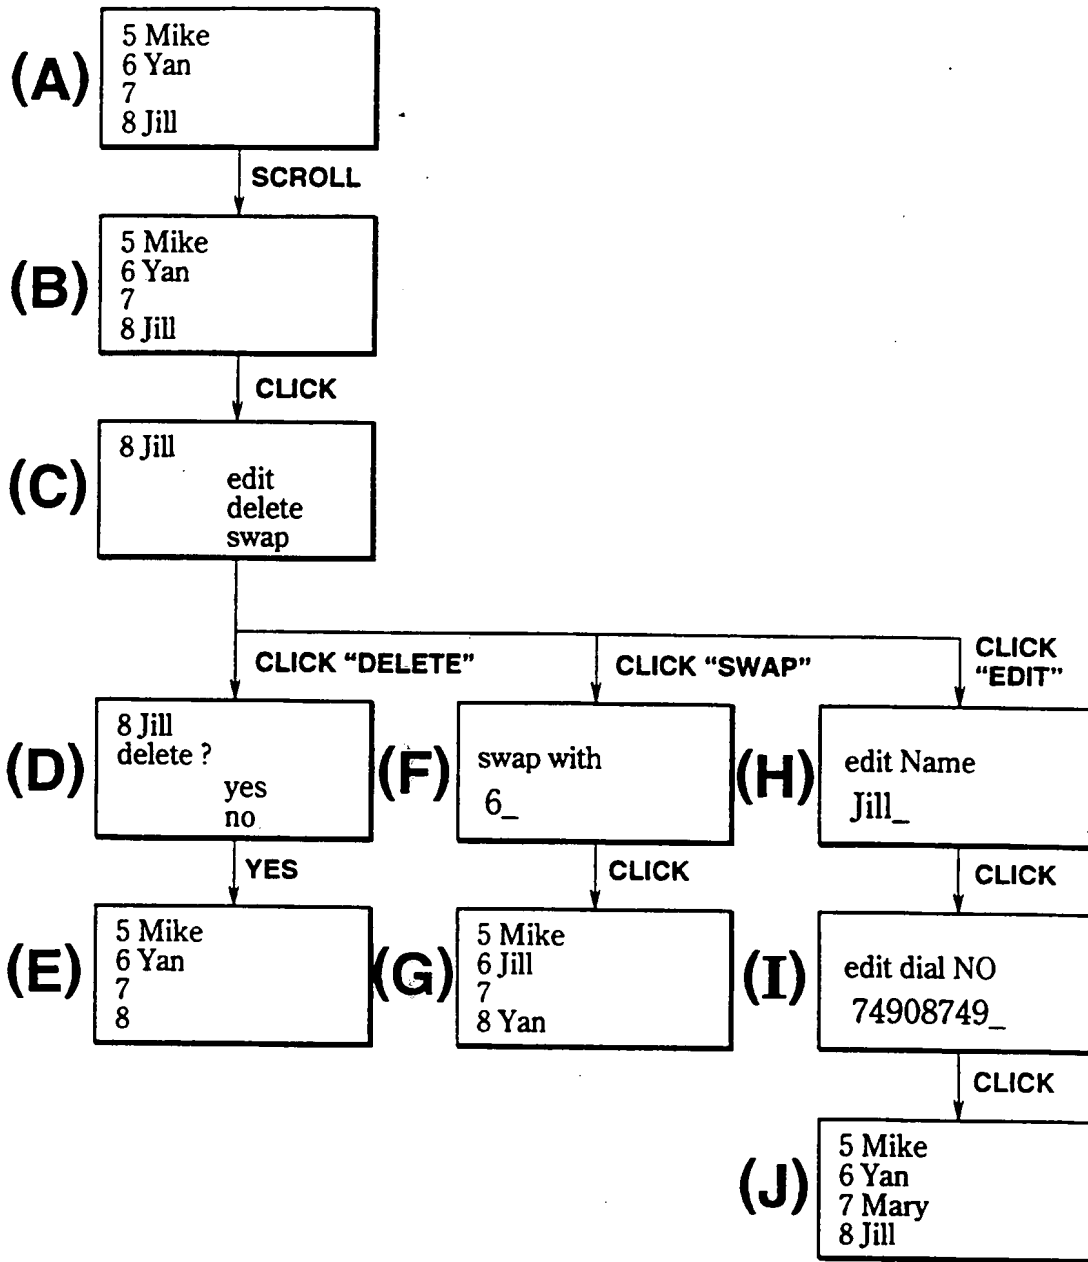 (A)
5 Mike
6 Yan
7
8 Jill
SCROLL
(B)
5 Mike
6 Yan
7
8 Jill
CLICK
(C)
8 Jill
edit
delete
swap
CLICK “DELETE”
CLICK “SWAP”
CLICK
“EDIT”
(D)
8 Jill
delete ?
yes
no
(F)
swap with
6_
(H)
edit Name
Jill_
YES
CLICK
CLICK
(E)
5 Mike
6 Yan
7
8
(G)
5 Mike
6 Jill
7
8 Yan
(I)
edit dial NO
74908749_
CLICK
(J)
5 Mike
6 Yan
7 Mary
8 Jill